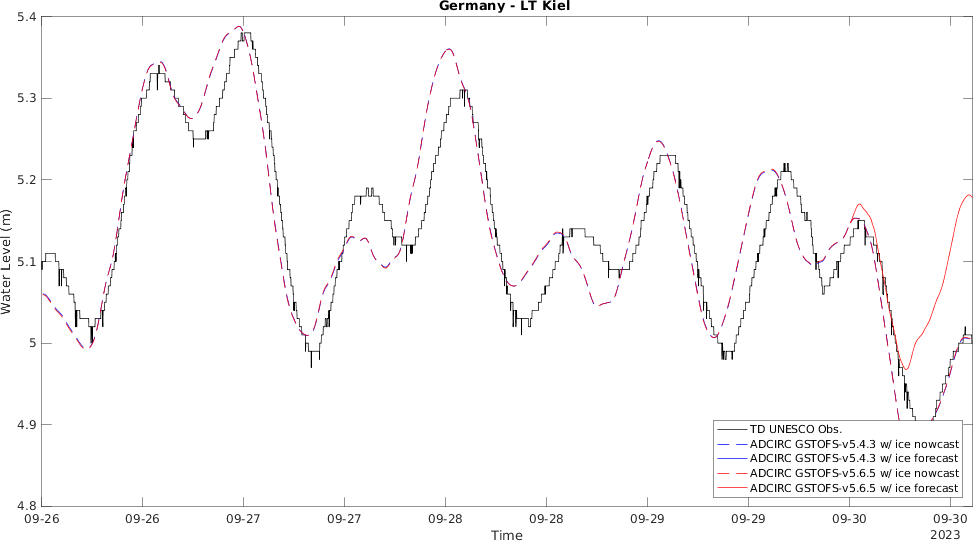 Germany - LT Kiel
Water Level (m)
5.4
5.3
5.2
5.1
5
4.9
4.8
TD UNESCO Obs.
ADCIRC GSTOFS-v5.4.3 w/ ice nowcast
ADCIRC GSTOFS-v5.4.3 w/ ice forecast
ADCIRC GSTOFS-v5.6.5 w/ ice nowcast
ADCIRC GSTOFS-v5.6.5 w/ ice forecast
09-26 09-26 09-27 09-27 09-28 09-28 09-29 09-29 09-30 09-30
2023
Time